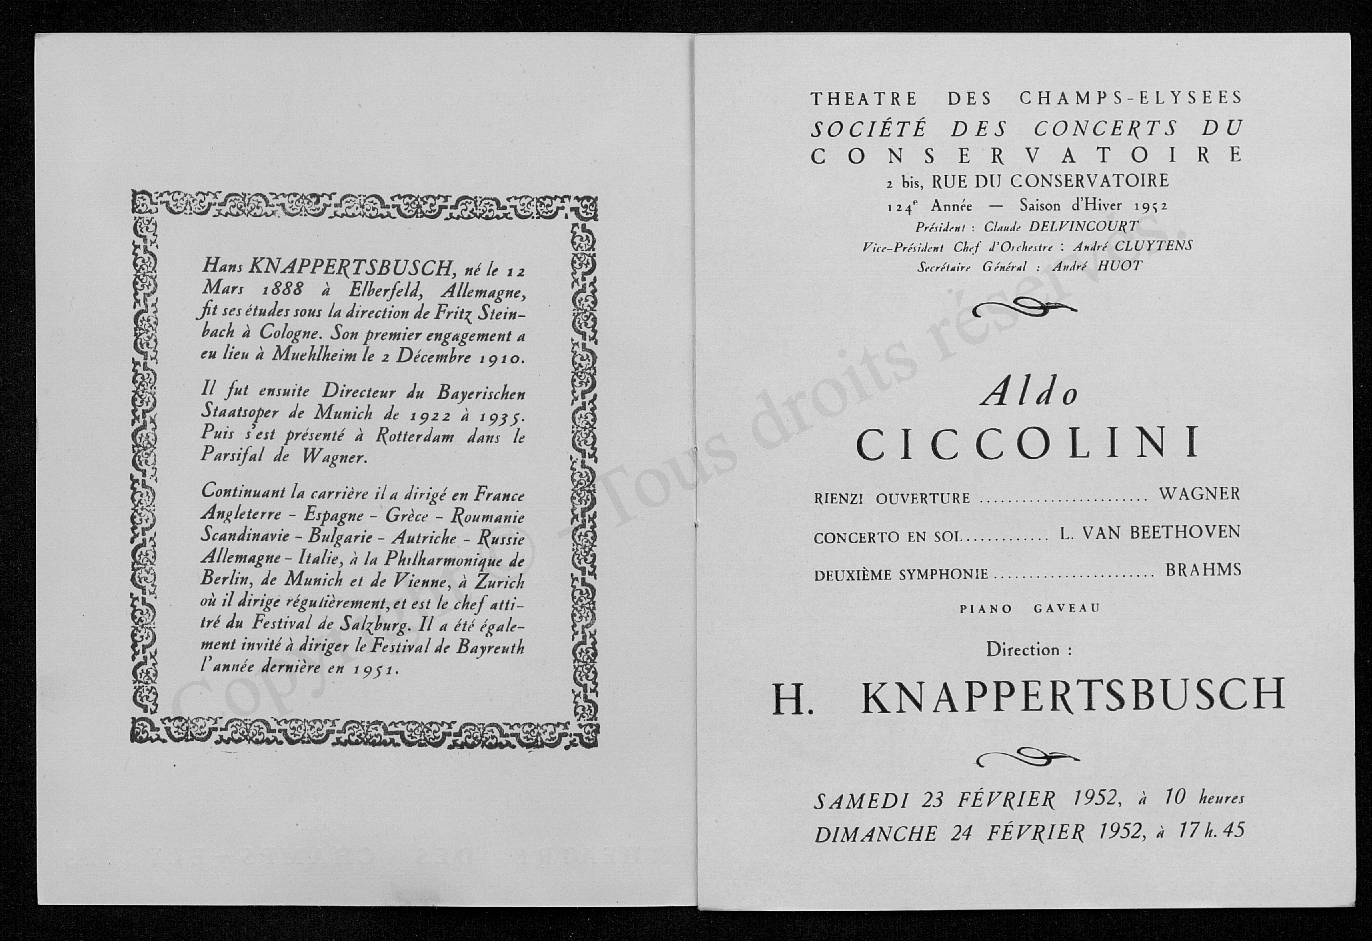 Hans KNAPPERTSBUSCH, né le 12
Mars 1888 à Elberfeld, Allemagne,
fit ses études sous la direction de Fritz Stein-
bach à Cologne. Son premier engagement a
eu lieu à Muehlheim le 2 Décembre 1910.
Il fut ensuite Directeur du Bayerischen
Staatsoper de Munich de 1922 à 1935.
Puis s'est présenté à Rotterdam dans le
Parsifal de Wagner.
Continuant la carrière il a dirigé en France
Angleterre - Espagne - Grèce - Roumanie
Scandinavie - Bulgarie - Autriche - Russie
Allemagne - Italie, à la Philharmonique de
Berlin, de Munich et de Vienne, à Zurich
où il dirige régulièrement, et est le chef atti-
tré du Festival de Salzburg. Il a été égale-
ment invité à diriger le Festival de Bayreuth
l'année dernière en 1951.
THEATRE DES CHAMPS-ELYSEES
SOCIÉTÉ DES CONCERTS DU
CONSERVATOIRE
2 bis, RUE DU CONSERVATOIRE
124e Année — Saison d'Hiver 1952
Président : Claude DELVINCOURT
Vice-Président Chef d'Orchestre : André CLUYTENS
Secrétaire Général : André HUOT
Aldo
CICCOLINI
RIENZI OUVERTURE ........................ WAGNER
CONCERTO EN SOL............ L. VAN BEETHOVEN
DEUXIÈME SYMPHONIE....................... BRAHMS
PIANO GAVEAU
Direction :
H. KNAPPERTSBUSCH
SAMEDI 23 FÉVRIER 1952, à 10 heures
DIMANCHE 24 FÉVRIER 1952, à 17 h. 45
Copyright © - Tous droits réservés.